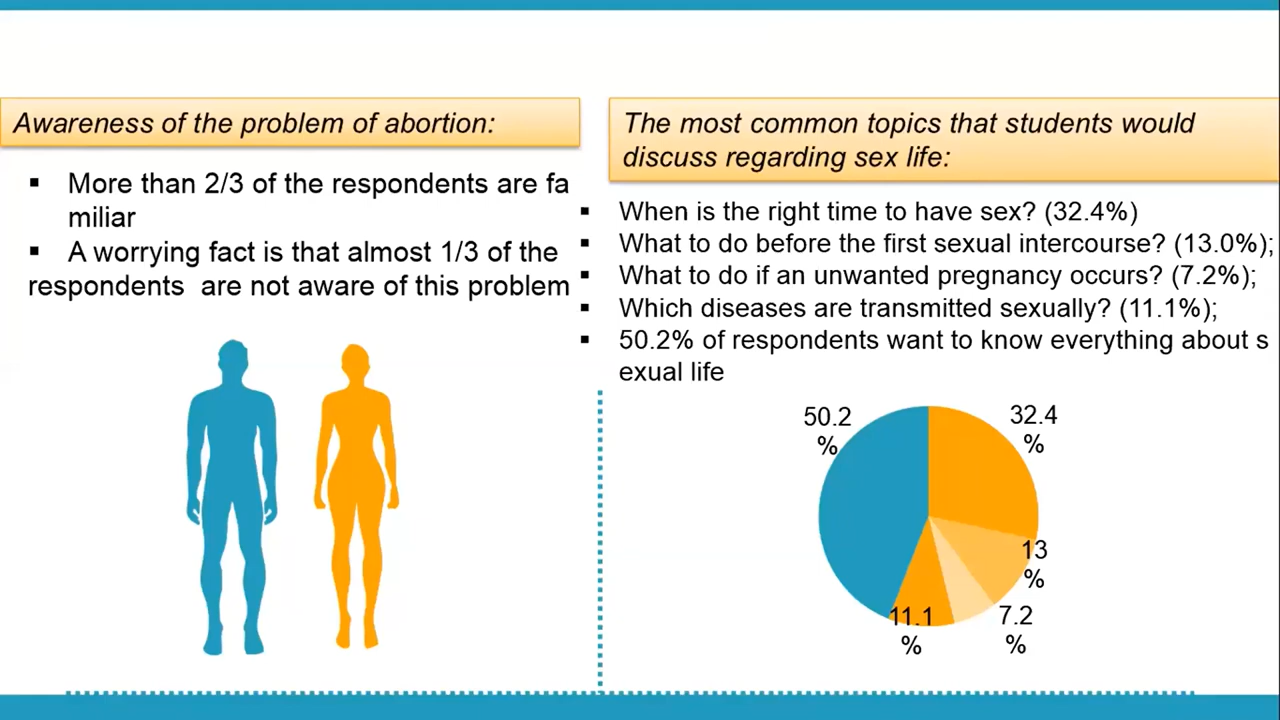 Awareness of the problem of abortion:
▪ More than 2/3 of the respondents are fa
miliar
▪ A worrying fact is that almost 1/3 of the
respondents are not aware of this problem
The most common topics that students would
discuss regarding sex life:
▪ When is the right time to have sex? (32.4%)
▪ What to do before the first sexual intercourse? (13.0%);
▪ What to do if an unwanted pregnancy occurs? (7.2%);
▪ Which diseases are transmitted sexually? (11.1%);
▪ 50.2% of respondents want to know everything about s
exual life
50.2
%
32.4
%
13
%
7.2
%
11.1
%